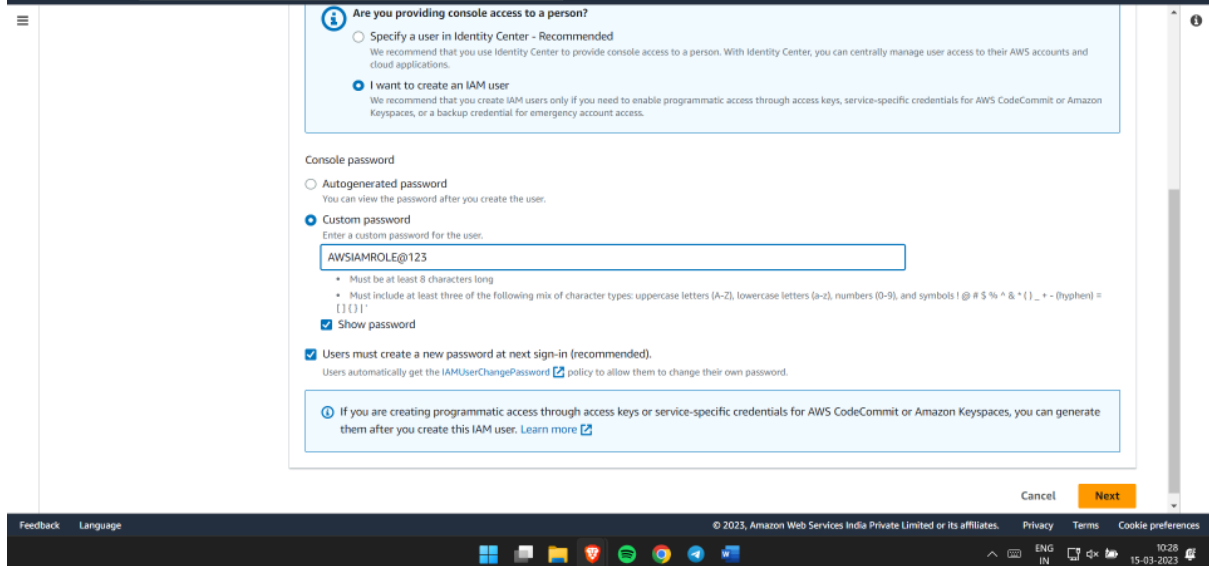 Are you providing console access to a person?
Specify a user in Identity Center - Recommended
We recommend that you use Identity Center to provide console access to a person. With Identity Center, you can centrally manage user access to their AWS accounts and
cloud applications.
I want to create an IAM user
We recommend that you create IAM users only if you need to enable programmatic access through access keys, service-specific credentials for AWS CodeCommit or Amazon
Keyspaces, or a backup credential for emergency account access.
Console password
Autogenerated password
You can view the password after you create the user.
Custom password
Enter a custom password for the user.
AWSIAMROLE@123
• Must be at least 8 characters long
• Must include at least three of the following mix of character types: uppercase letters (A-Z), lowercase letters (a-z), numbers (0-9), and symbols ! @ # $ % ^ & * ( ) _ + - (hyphen) =
[ ] { } | '
Show password
Users must create a new password at next sign-in (recommended).
Users automatically get the IAMUserChangePassword policy to allow them to change their own password.
If you are creating programmatic access through access keys or service-specific credentials for AWS CodeCommit or Amazon Keyspaces, you can generate
them after you create this IAM user. Learn more
Cancel Next
Feedback Language © 2023, Amazon Web Services India Private Limited or its affiliates. Privacy Terms Cookie preferences
ENG 10:28
IN 15-03-2023